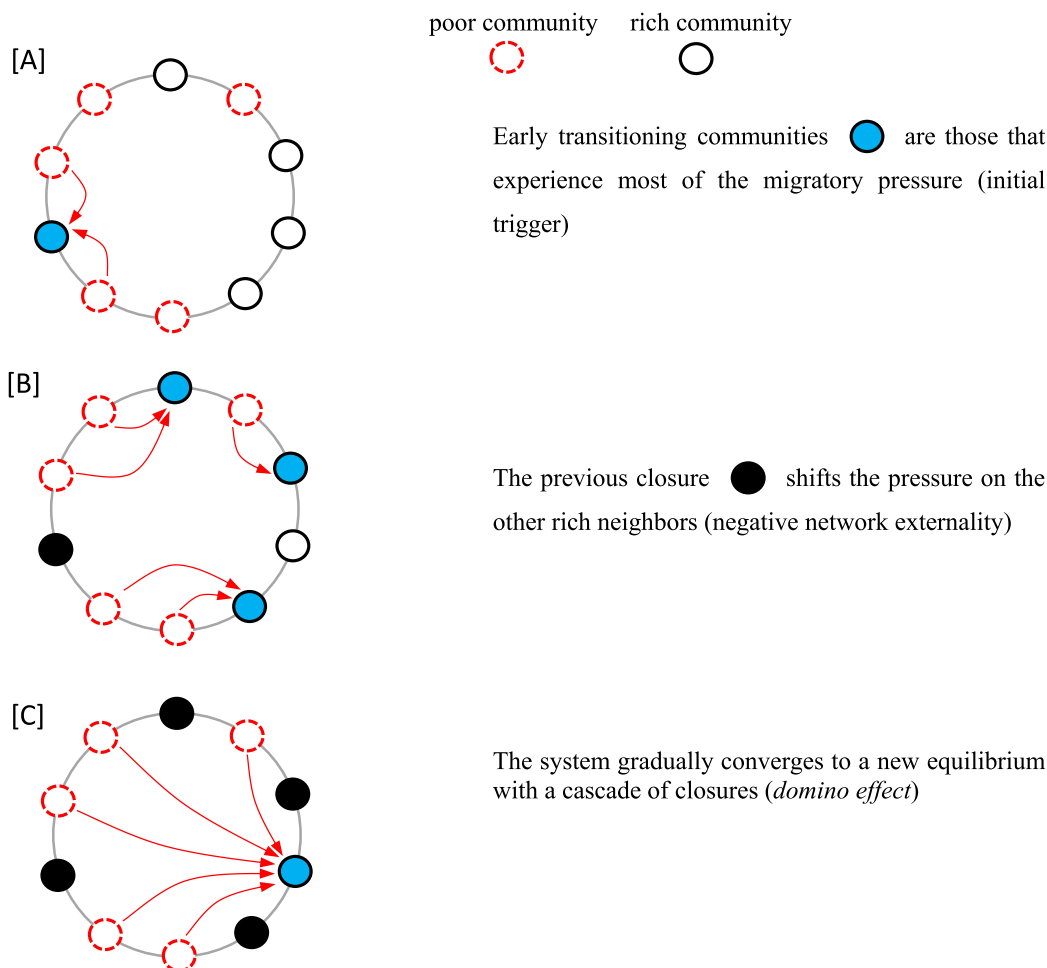 poor community rich community
[A]
Early transitioning communities are those that
experience most of the migratory pressure (initial
trigger)
[B]
The previous closure shifts the pressure on the
other rich neighbors (negative network externality)
[C]
The system gradually converges to a new equilibrium
with a cascade of closures (domino effect)